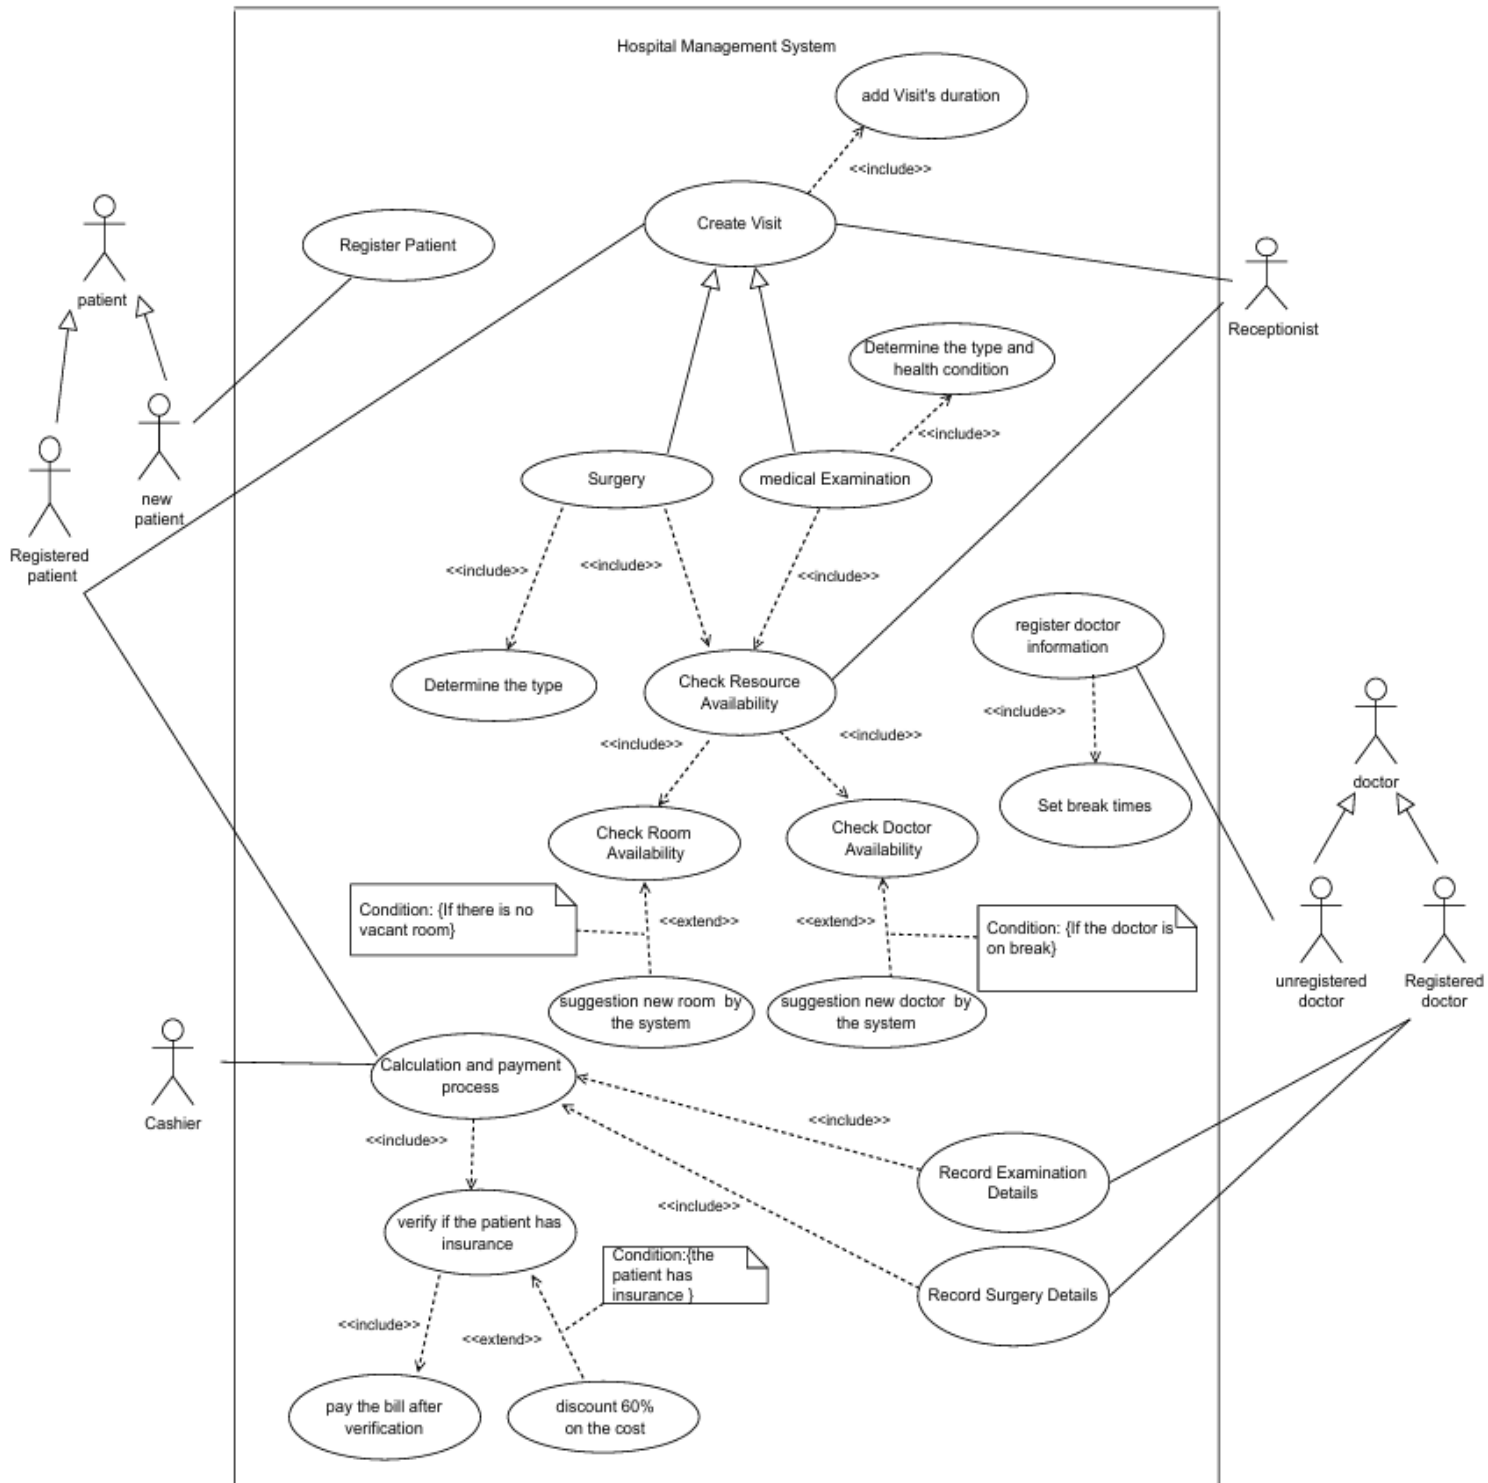 Hospital Management System
add Visit's duration
<<include>>
Create Visit
Register Patient
patient
Receptionist
Determine the type and
health condition
<<include>>
Surgery
medical Examination
new
patient
Registered
patient
<<include>>
<<include>>
<<include>>
register doctor
information
Determine the type
Check Resource
Availability
<<include>>
<<include>>
<<include>>
doctor
Set break times
Check Room
Availability
Check Doctor
Availability
Condition: {If there is no
vacant room}
<<extend>>
<<extend>>
Condition: {If the doctor is
on break}
unregistered
doctor
Registered
doctor
suggestion new room  by
the system
suggestion new doctor  by
the system
Calculation and payment
process
Cashier
<<include>>
<<include>>
Record Examination
Details
<<include>>
verify if the patient has
insurance
Condition:{the
patient has
insurance }
Record Surgery Details
<<include>>
<<extend>>
pay the bill after
verification
discount 60%
on the cost